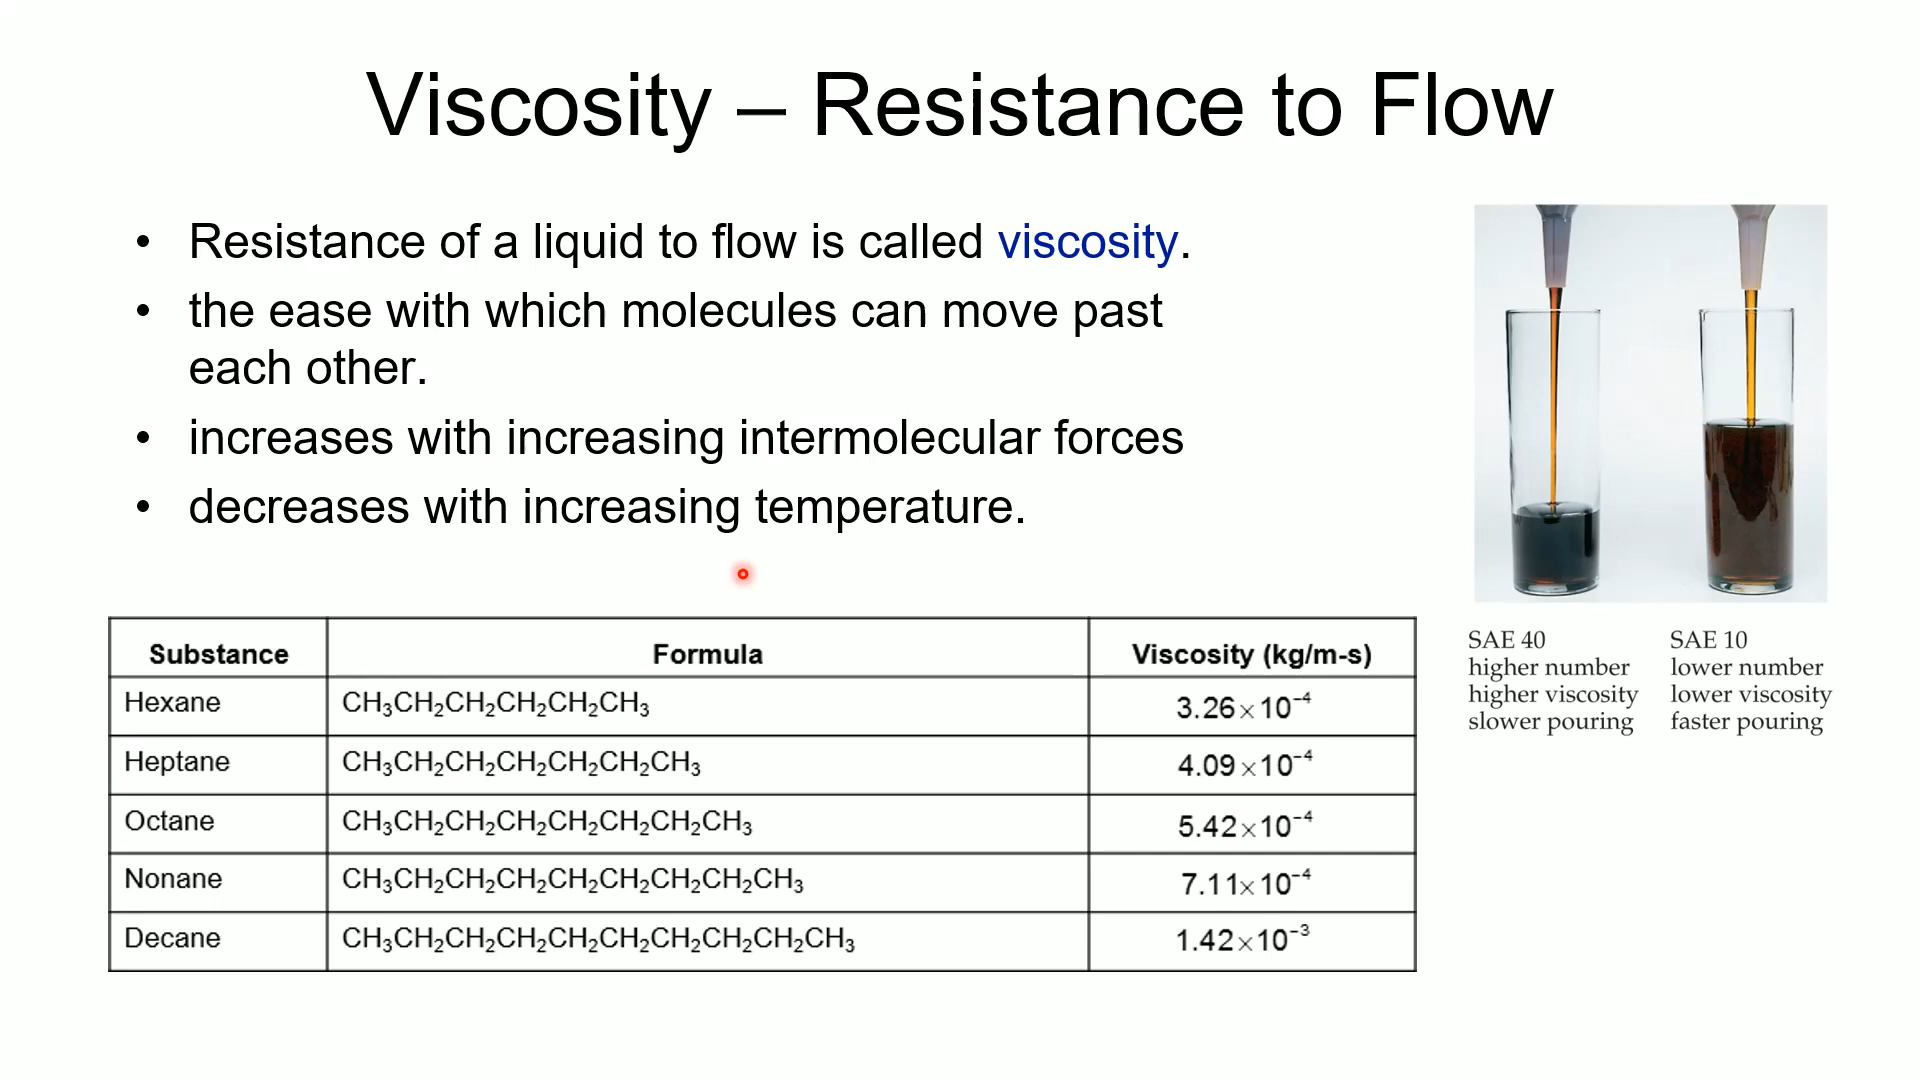 Viscosity – Resistance to Flow
• Resistance of a liquid to flow is called viscosity.
• the ease with which molecules can move past
each other.
• increases with increasing intermolecular forces
• decreases with increasing temperature.
Substance Formula Viscosity (kg/m-s)
Hexane CH₃CH₂CH₂CH₂CH₂CH₃ 3.26×10⁻⁴
Heptane CH₃CH₂CH₂CH₂CH₂CH₂CH₃ 4.09×10⁻⁴
Octane CH₃CH₂CH₂CH₂CH₂CH₂CH₂CH₃ 5.42×10⁻⁴
Nonane CH₃CH₂CH₂CH₂CH₂CH₂CH₂CH₂CH₃ 7.11×10⁻⁴
Decane CH₃CH₂CH₂CH₂CH₂CH₂CH₂CH₂CH₂CH₃ 1.42×10⁻³
SAE 40
higher number
higher viscosity
slower pouring
SAE 10
lower number
lower viscosity
faster pouring